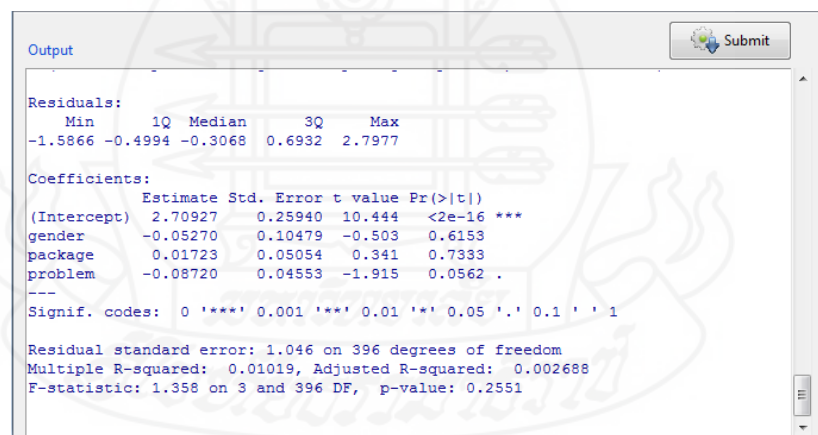 Output
Submit
Residuals:
    Min      1Q  Median      3Q     Max
-1.5866 -0.4994 -0.3068  0.6932  2.7977
Coefficients:
            Estimate Std. Error t value Pr(>|t|)
(Intercept)  2.70927    0.25940  10.444   <2e-16 ***
gender      -0.05270    0.10479  -0.503   0.6153
package      0.01723    0.05054   0.341   0.7333
problem     -0.08720    0.04553  -1.915   0.0562 .
---
Signif. codes:  0 '***' 0.001 '**' 0.01 '*' 0.05 '.' 0.1 ' ' 1
Residual standard error: 1.046 on 396 degrees of freedom
Multiple R-squared:  0.01019, Adjusted R-squared:  0.002688
F-statistic: 1.358 on 3 and 396 DF,  p-value: 0.2551